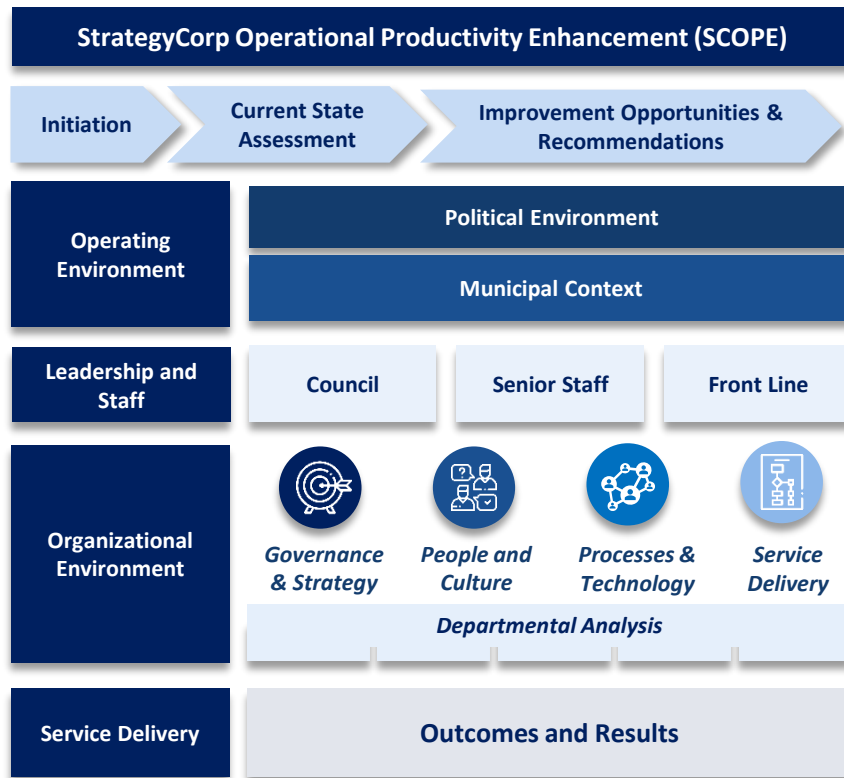 StrategyCorp Operational Productivity Enhancement (SCOPE)
Initiation
Current State
Assessment
Improvement Opportunities &
Recommendations
Operating
Environment
Political Environment
Municipal Context
Leadership and
Staff
Council
Senior Staff
Front Line
Organizational
Environment
Governance
& Strategy
People and
Culture
Processes &
Technology
Service
Delivery
Departmental Analysis
Service Delivery
Outcomes and Results